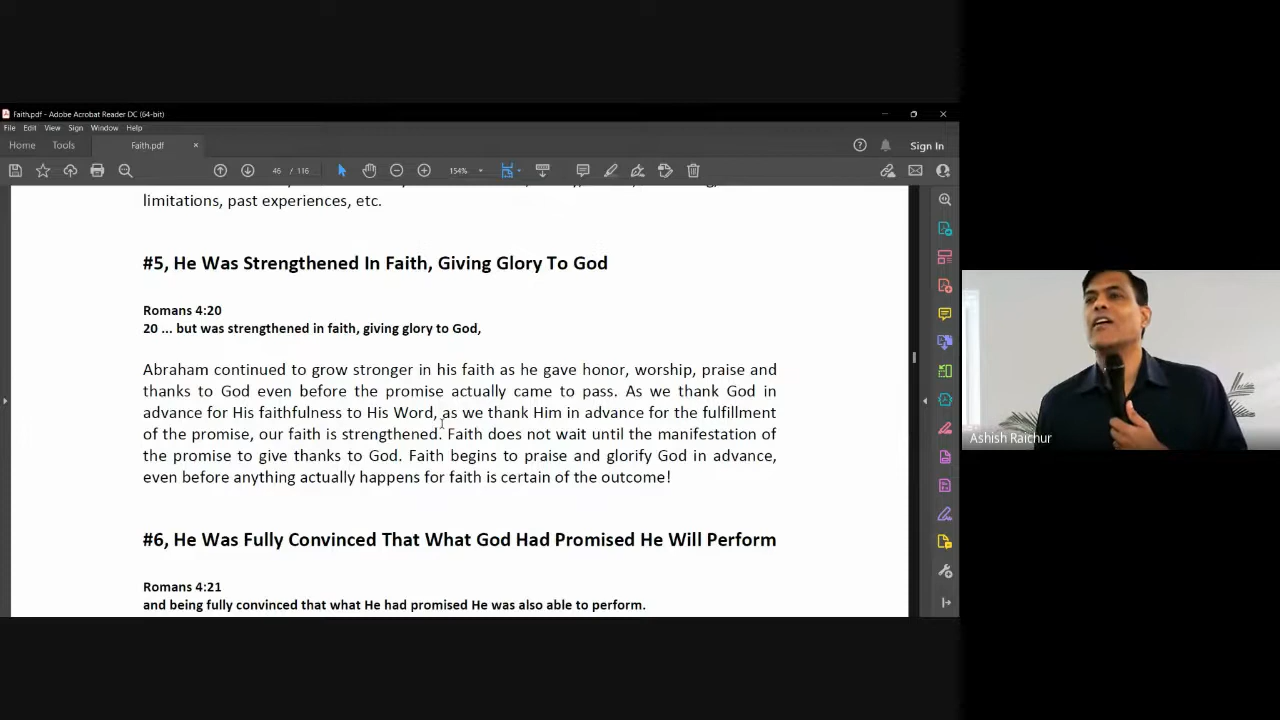 Faith.pdf - Adobe Acrobat Reader DC (64-bit)
File Edit View Sign Window Help
Home Tools Faith.pdf × Sign In
46 / 116 154%
limitations, past experiences, etc.
#5, He Was Strengthened In Faith, Giving Glory To God
Romans 4:20
20 ... but was strengthened in faith, giving glory to God,
Abraham continued to grow stronger in his faith as he gave honor, worship, praise and
thanks to God even before the promise actually came to pass. As we thank God in
advance for His faithfulness to His Word, as we thank Him in advance for the fulfillment
of the promise, our faith is strengthened. Faith does not wait until the manifestation of
the promise to give thanks to God. Faith begins to praise and glorify God in advance,
even before anything actually happens for faith is certain of the outcome!
#6, He Was Fully Convinced That What God Had Promised He Will Perform
Romans 4:21
and being fully convinced that what He had promised He was also able to perform.
Ashish Raichur